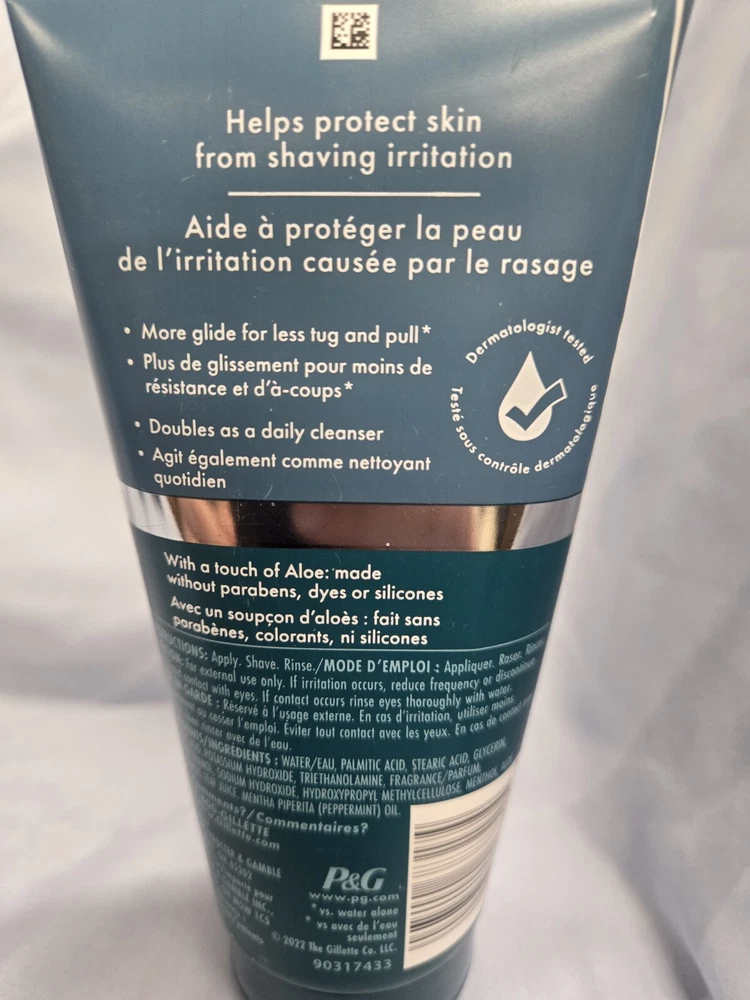 Helps protect skin
from shaving irritation
Aide à protéger la peau
de l'irritation causée par le rasage
• More glide for less tug and pull*
• Plus de glissement pour moins de
résistance et d'à-coups*
• Doubles as a daily cleanser
• Agit également comme nettoyant
quotidien
Dermatologist tested
Testé sous contrôle dermatologique
With a touch of Aloe: made
without parabens, dyes or silicones
Avec un soupçon d'aloès : fait sans
parabènes, colorants, ni silicones
Apply. Shave. Rinse./MODE D'EMPLOI : Appliquer. Raser.
For external use only. If irritation occurs, reduce frequency or
contact with eyes. If contact occurs rinse eyes thoroughly with water.
GARDE : Réservé à l'usage externe. En cas d'irritation, utiliser moins
ou cesser l'emploi. Éviter tout contact avec les yeux. En cas de
avec de l'eau.
INGRÉDIENTS : WATER/EAU, PALMITIC ACID, STEARIC ACID, GLYCERIN,
POTASSIUM HYDROXIDE, TRIETHANOLAMINE, FRAGRANCE/PARFUM,
SODIUM HYDROXIDE, HYDROXYPROPYL METHYLCELLULOSE, MENTHOL,
JUICE, MENTHA PIPERITA (PEPPERMINT) OIL.
/Commentaires?
GILLETTE
& GAMBLE
P&G
www.pg.com
* vs. water alone
* vs avec de l'eau
seulement
© 2022 The Gillette Co. LLC.
90317433